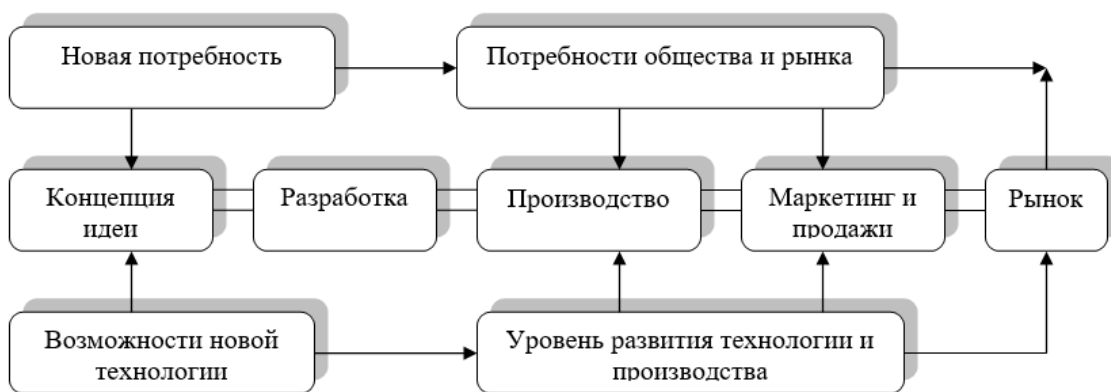 Новая потребность
Потребности общества и рынка
Концепция
идеи
Разработка
Производство
Маркетинг и
продажи
Рынок
Возможности новой
технологии
Уровень развития технологии и
производства